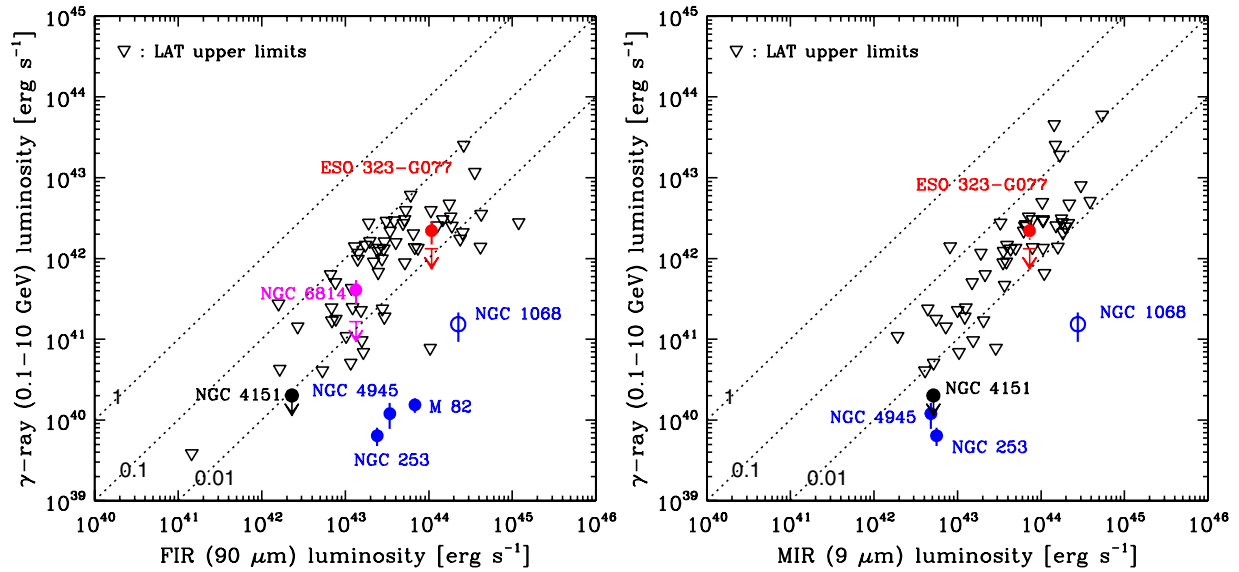 10^45
10^44
10^43
10^42
10^41
10^40
10^39
γ−ray (0.1−10 GeV) luminosity [erg s^−1]
▽ : LAT upper limits
ESO 323−G077
NGC 6814
NGC 1068
NGC 4151
NGC 4945
M 82
NGC 253
1
0.1
0.01
10^40 10^41 10^42 10^43 10^44 10^45 10^46
FIR (90 μm) luminosity [erg s^−1]
10^45
10^44
10^43
10^42
10^41
10^40
10^39
γ−ray (0.1−10 GeV) luminosity [erg s^−1]
▽ : LAT upper limits
ESO 323−G077
NGC 1068
NGC 4151
NGC 4945
NGC 253
1
0.1
0.01
10^40 10^41 10^42 10^43 10^44 10^45 10^46
MIR (9 μm) luminosity [erg s^−1]